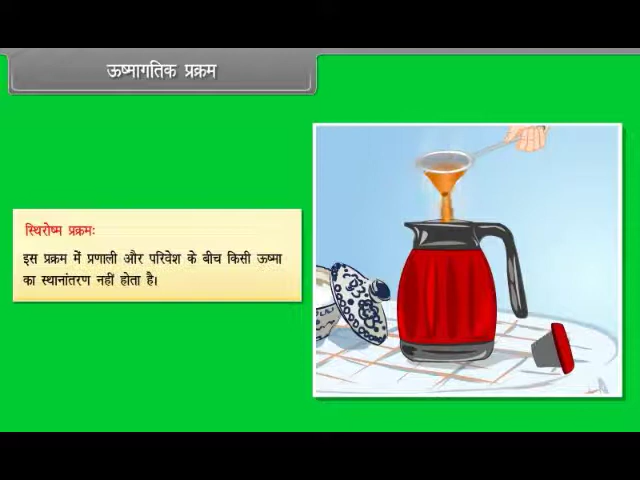 ऊष्मागतिक प्रक्रम
स्थिरोष्म प्रक्रमः
इस प्रक्रम में प्रणाली और परिवेश के बीच किसी ऊष्मा
का स्थानांतरण नहीं होता है।